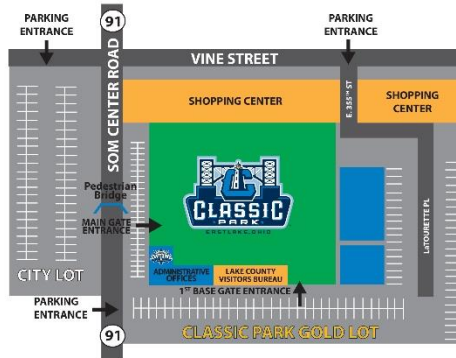 PARKING
ENTRANCE
91
PARKING
ENTRANCE
VINE STREET
SOM CENTER ROAD
SHOPPING CENTER
E. 355TH ST
SHOPPING
CENTER
Pedestrian
Bridge
MAIN GATE
ENTRANCE
CLASSIC
PARK
EASTLAKE, OHIO
LaTOURETTE PL
CITY LOT
ADMINISTRATIVE
OFFICES
LAKE COUNTY
VISITORS BUREAU
1ST BASE GATE ENTRANCE
PARKING
ENTRANCE
91
CLASSIC PARK GOLD LOT